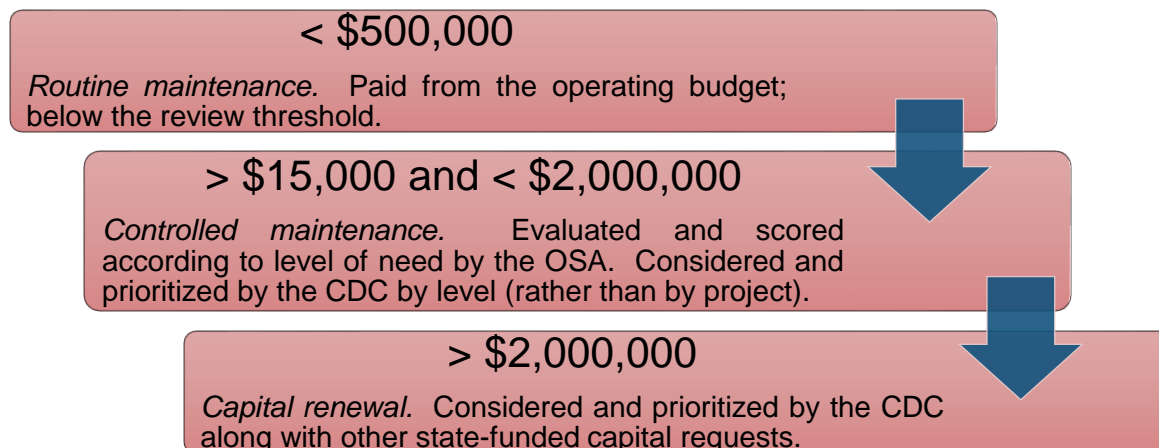 < $500,000
Routine maintenance. Paid from the operating budget;
below the review threshold.
> $15,000 and < $2,000,000
Controlled maintenance. Evaluated and scored
according to level of need by the OSA. Considered and
prioritized by the CDC by level (rather than by project).
> $2,000,000
Capital renewal. Considered and prioritized by the CDC
along with other state-funded capital requests.